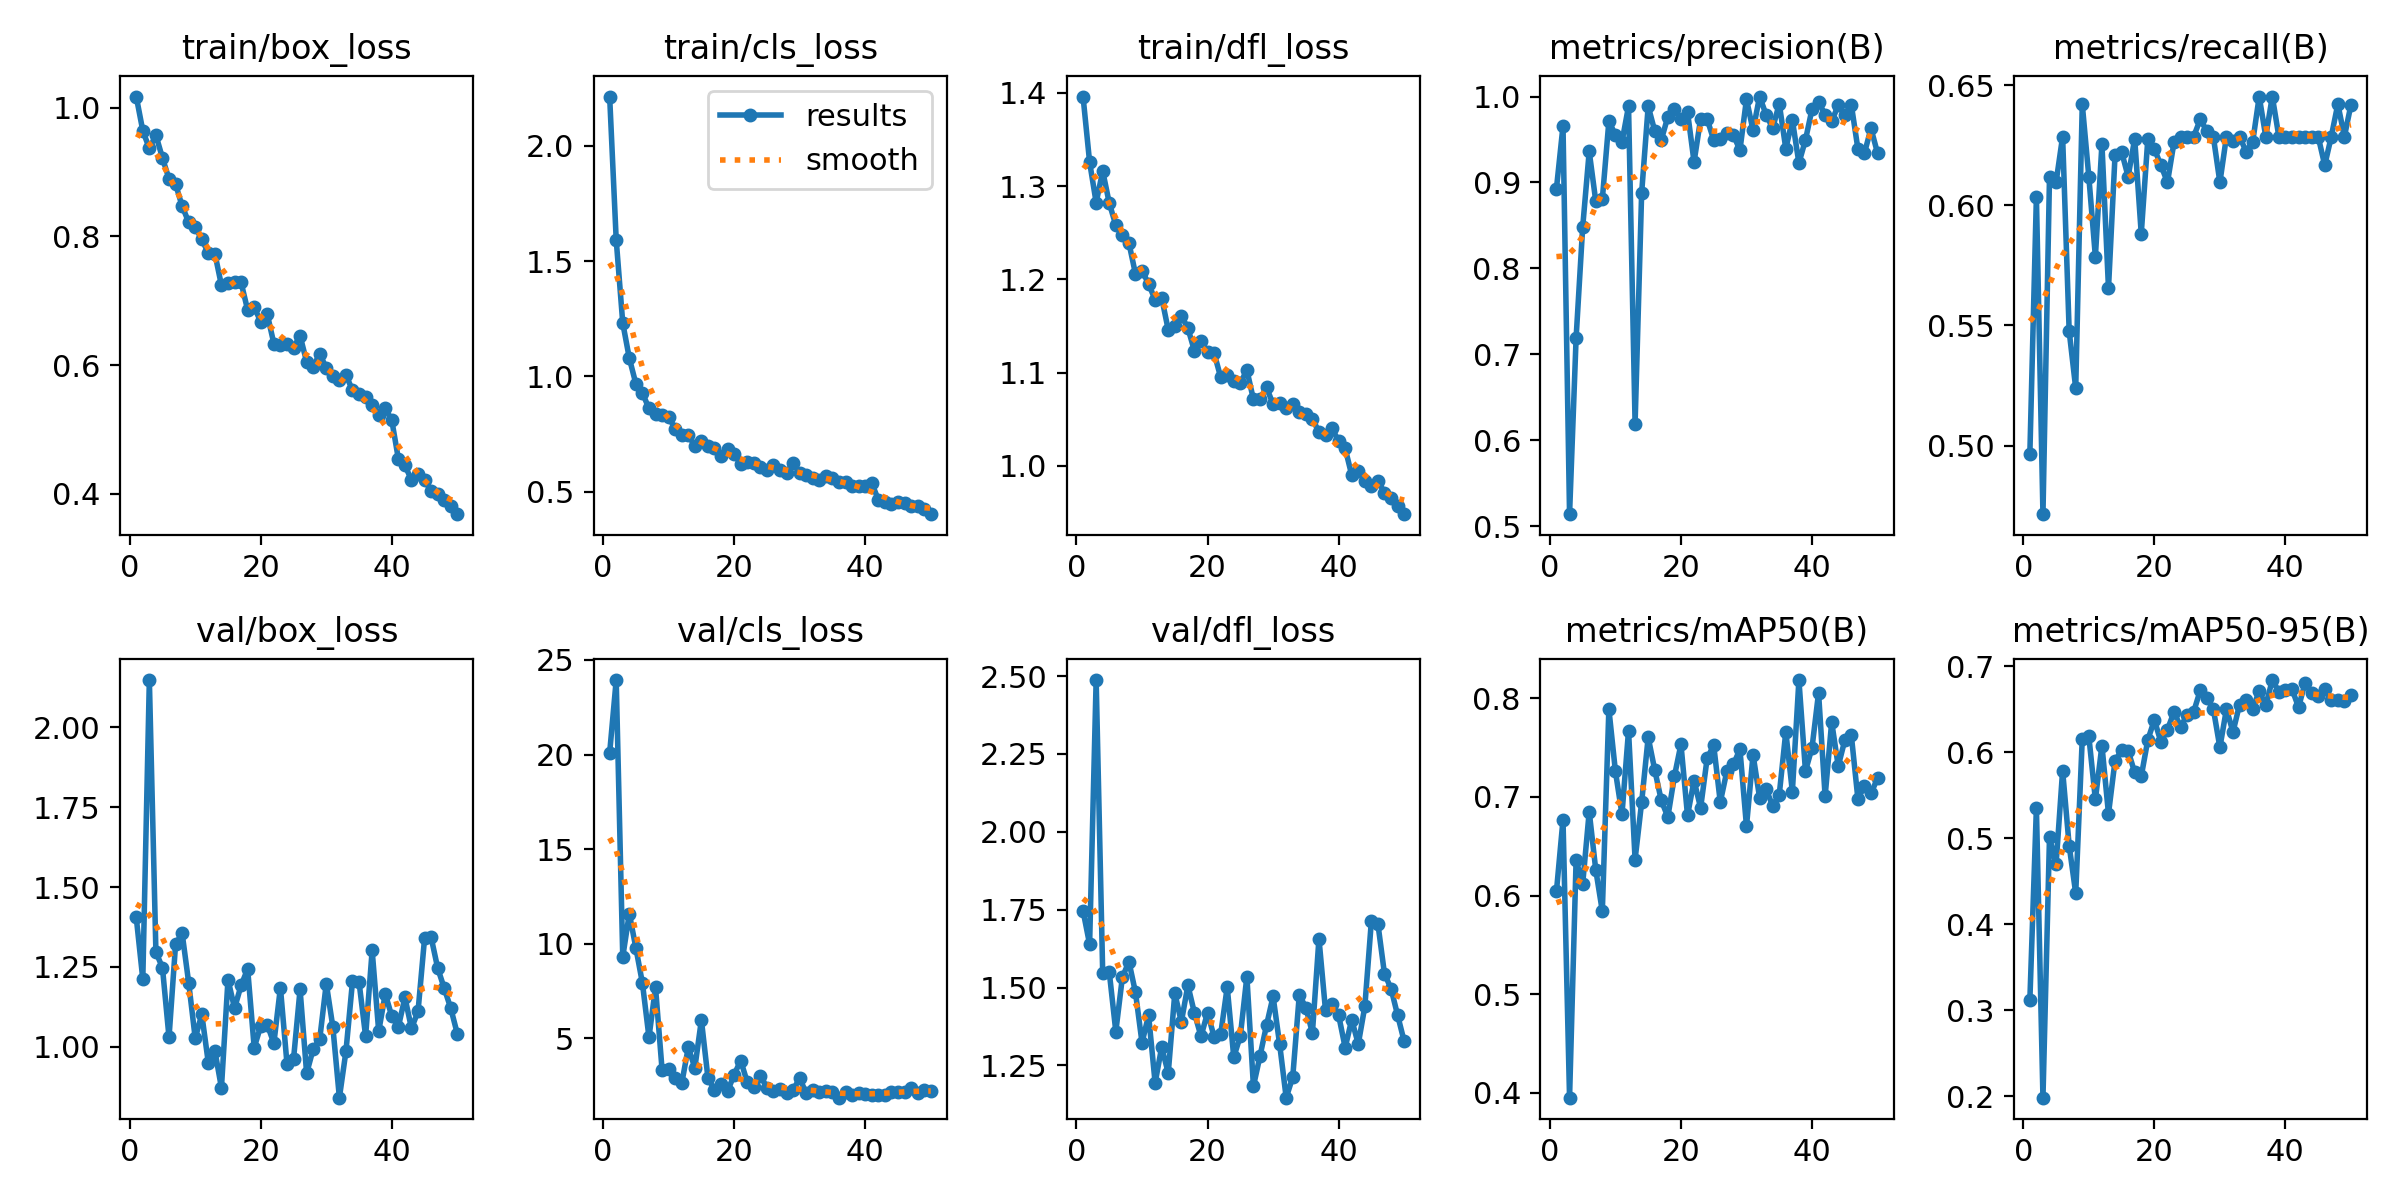 train/box_loss
1.0
0.8
0.6
0.4
0 20 40
train/cls_loss
results
smooth
2.0
1.5
1.0
0.5
0 20 40
train/dfl_loss
1.4
1.3
1.2
1.1
1.0
0 20 40
metrics/precision(B)
1.0
0.9
0.8
0.7
0.6
0.5
0 20 40
metrics/recall(B)
0.65
0.60
0.55
0.50
0 20 40
val/box_loss
2.00
1.75
1.50
1.25
1.00
0 20 40
val/cls_loss
25
20
15
10
5
0 20 40
val/dfl_loss
2.50
2.25
2.00
1.75
1.50
1.25
0 20 40
metrics/mAP50(B)
0.8
0.7
0.6
0.5
0.4
0 20 40
metrics/mAP50-95(B)
0.7
0.6
0.5
0.4
0.3
0.2
0 20 40